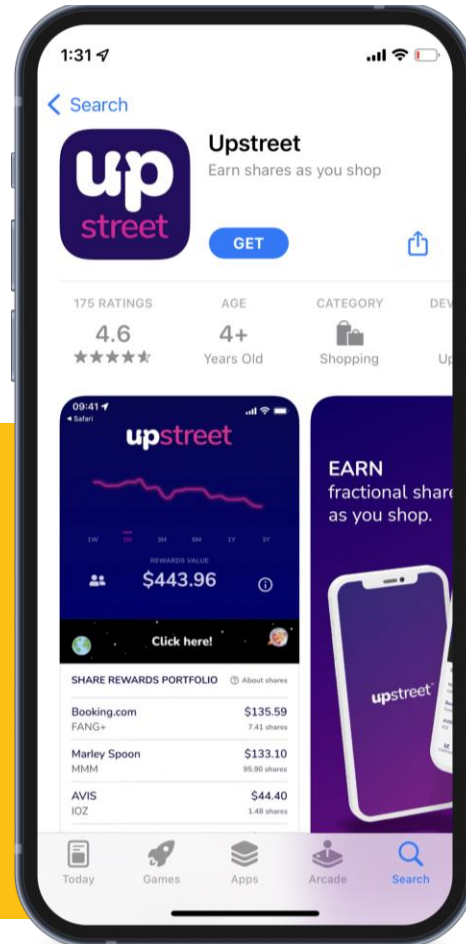 1:31
Search
Upstreet
Earn shares as you shop
up
street
GET
175 RATINGS
AGE
CATEGORY
DEV
4.6
4+
Years Old
Shopping
Up
09:41
Safari
upstreet
1W
3M
6M
1Y
3Y
REWARDS VALUE
$443.96
Click here!
SHARE REWARDS PORTFOLIO
About shares
Booking.com
$135.59
FANG+
7.41 shares
Marley Spoon
$133.10
MMM
95.90 shares
AVIS
$44.40
IOZ
1.48 shares
EARN
fractional share
as you shop.
upstreet
Today
Games
Apps
Arcade
Search